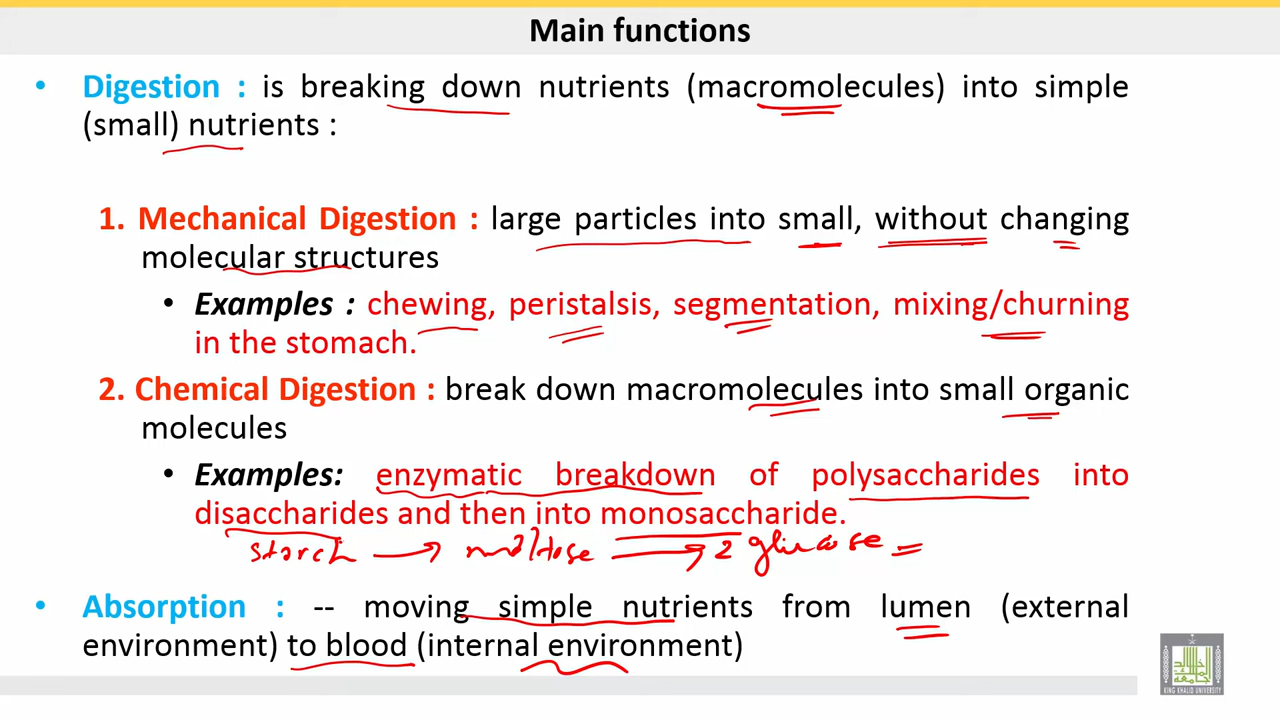 Main functions
• Digestion : is breaking down nutrients (macromolecules) into simple
(small) nutrients :
1. Mechanical Digestion : large particles into small, without changing
molecular structures
• Examples : chewing, peristalsis, segmentation, mixing/churning
in the stomach.
2. Chemical Digestion : break down macromolecules into small organic
molecules
• Examples: enzymatic breakdown of polysaccharides into
disaccharides and then into monosaccharide.
starch → maltose → 2 glucose
• Absorption : -- moving simple nutrients from lumen (external
environment) to blood (internal environment)
KING KHALID UNIVERSITY